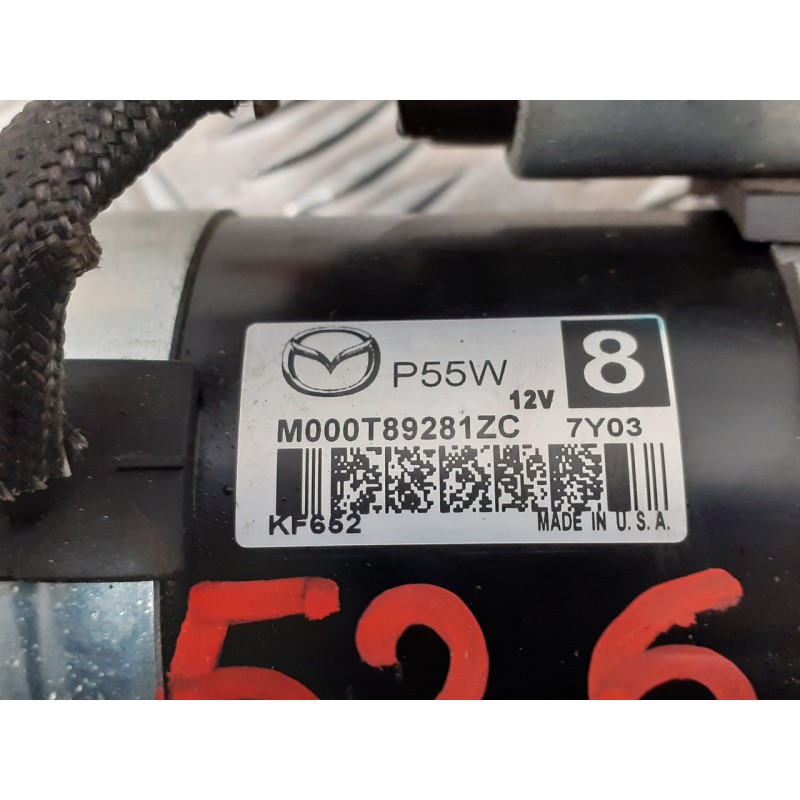 P55W
12V
8
M000T89281ZC 7Y03
KF652
MADE IN U.S.A.
526